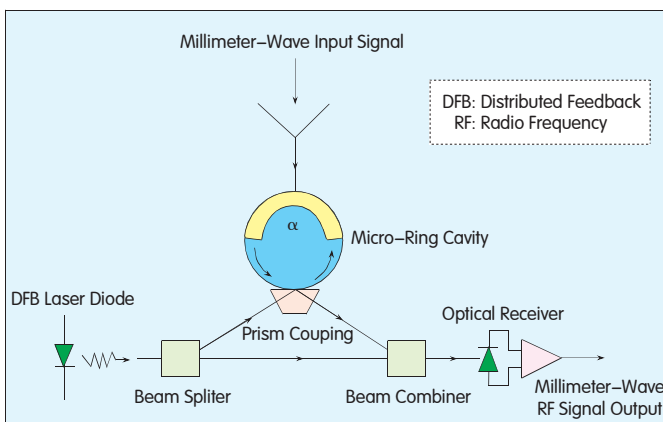 Millimeter-Wave Input Signal
DFB: Distributed Feedback
RF: Radio Frequency
α
Micro-Ring Cavity
DFB Laser Diode
Prism Couping
Optical Receiver
Beam Spliter
Beam Combiner
Millimeter-Wave
RF Signal Output